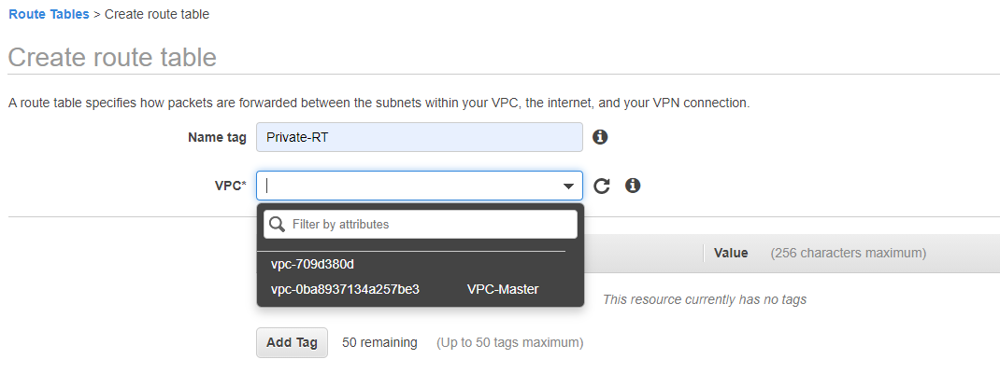 Route Tables > Create route table
Create route table
A route table specifies how packets are forwarded between the subnets within your VPC, the internet, and your VPN connection.
Name tag Private-RT
VPC*
Filter by attributes
vpc-709d380d
vpc-0ba8937134a257be3 VPC-Master
Value (256 characters maximum)
This resource currently has no tags
Add Tag 50 remaining (Up to 50 tags maximum)